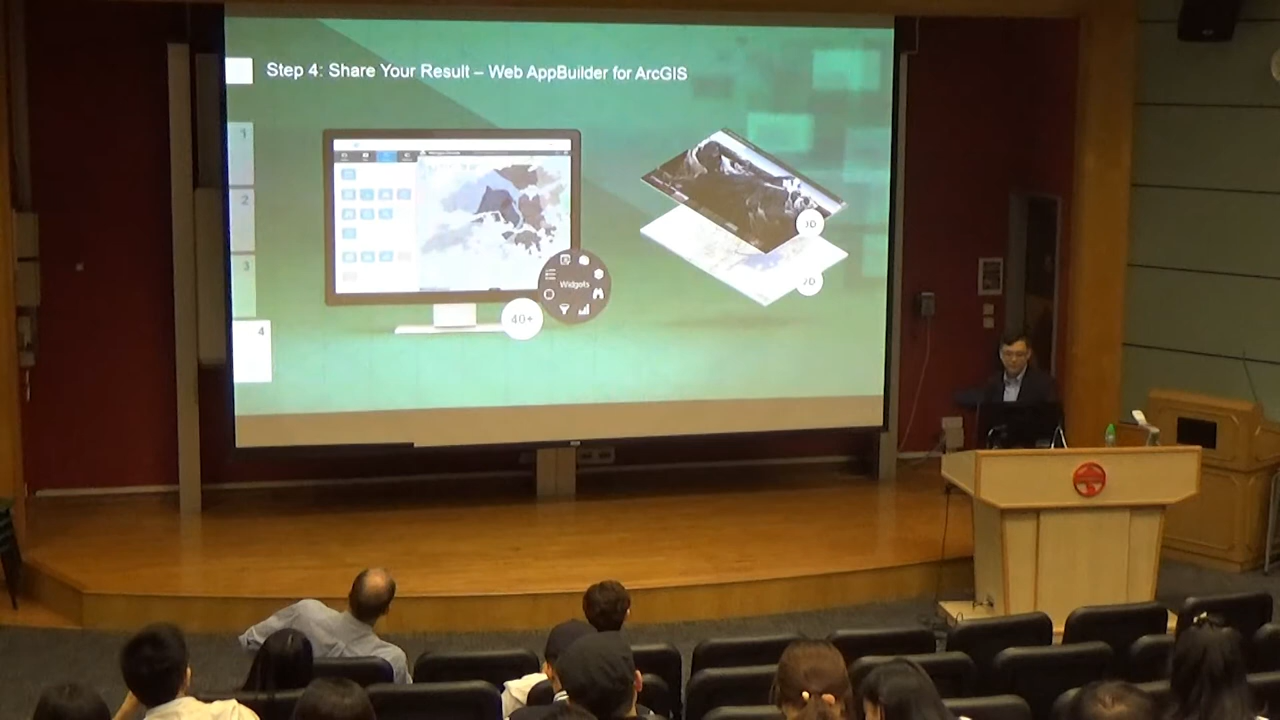 Step 4: Share Your Result – Web AppBuilder for ArcGIS
1
2
3
4
Widgets
40+
3D
2D